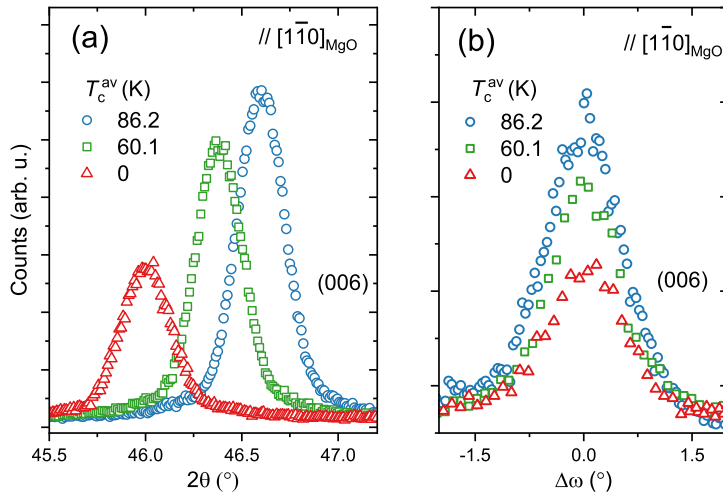 (a)
// [11̅0]MgO
Tcav (K)
86.2
60.1
0
(006)
Counts (arb. u.)
45.5 46.0 46.5 47.0
2θ (°)
(b)
// [11̅0]MgO
Tcav (K)
86.2
60.1
0
(006)
-1.5 0.0 1.5
Δω (°)